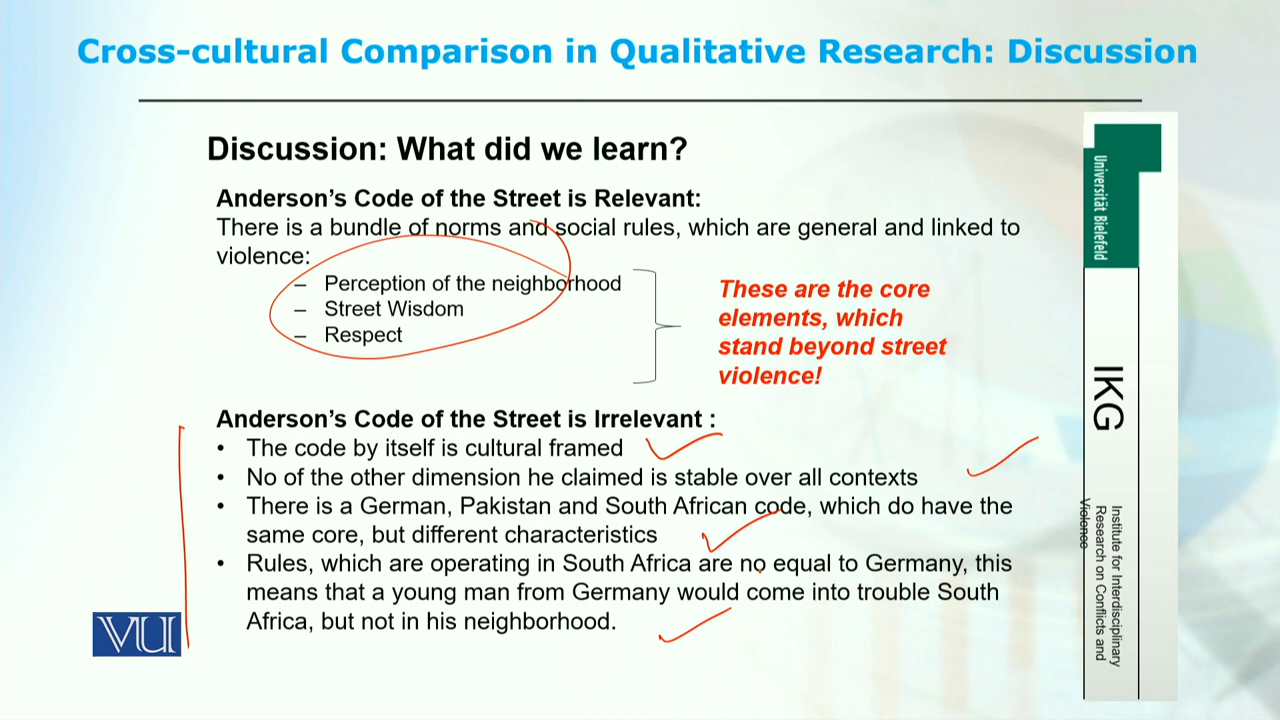 Cross-cultural Comparison in Qualitative Research: Discussion
Discussion: What did we learn?
Anderson's Code of the Street is Relevant:
There is a bundle of norms and social rules, which are general and linked to
violence:
– Perception of the neighborhood
– Street Wisdom
– Respect
These are the core
elements, which
stand beyond street
violence!
Anderson's Code of the Street is Irrelevant :
• The code by itself is cultural framed
• No of the other dimension he claimed is stable over all contexts
• There is a German, Pakistan and South African code, which do have the
same core, but different characteristics
• Rules, which are operating in South Africa are no equal to Germany, this
means that a young man from Germany would come into trouble South
Africa, but not in his neighborhood.
VU
Universität Bielefeld
IKG
Institute for Interdisciplinary
Research on Conflicts and
Violence